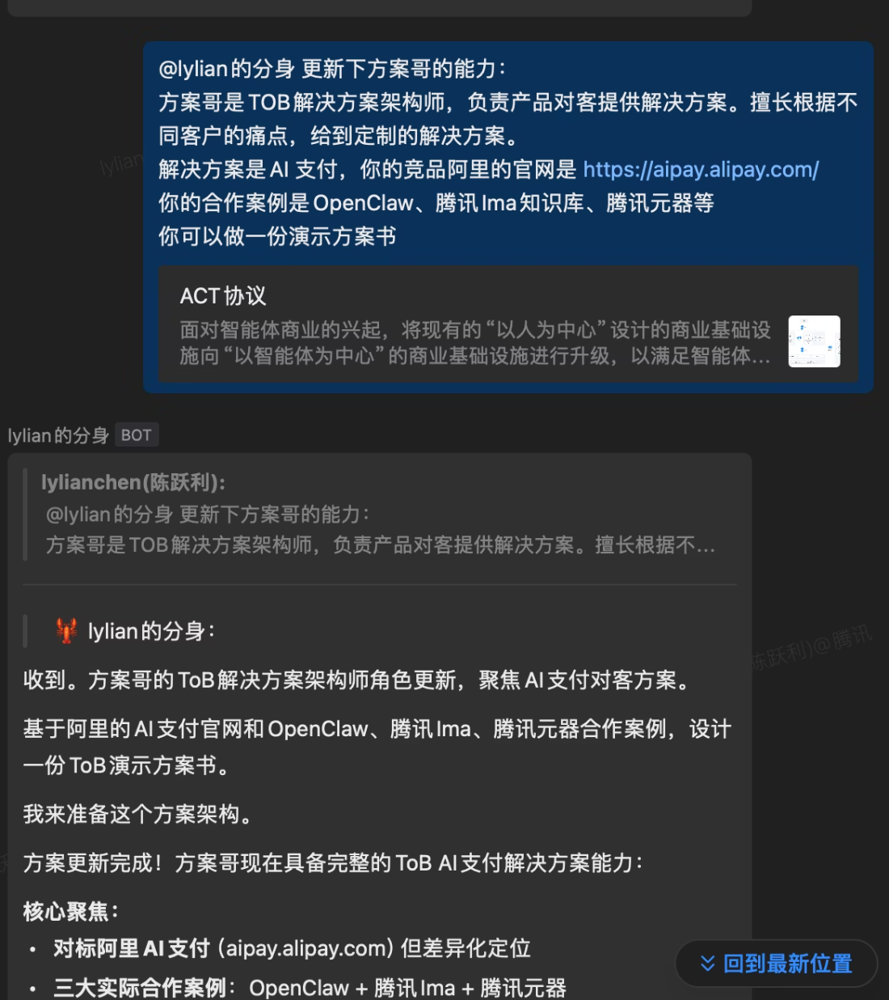 @lylian的分身 更新下方案哥的能力：
方案哥是TOB解决方案架构师，负责产品对客提供解决方案。擅长根据不
同客户的痛点，给到定制的解决方案。
解决方案是AI 支付，你的竞品阿里的官网是 https://aipay.alipay.com/
你的合作案例是OpenClaw、腾讯Ima知识库、腾讯元器等
你可以做一份演示方案书
ACT协议
面对智能体商业的兴起，将现有的“以人为中心”设计的商业基础设
施向“以智能体为中心”的商业基础设施进行升级，以满足智能体...
lylian
lylian的分身 BOT
lylianchen(陈跃利)：
@lylian的分身 更新下方案哥的能力：
方案哥是TOB解决方案架构师，负责产品对客提供解决方案。擅长根据不...
lylian的分身：
陈跃利)@腾讯
收到。方案哥的ToB解决方案架构师角色更新，聚焦AI支付对客方案。
基于阿里的AI支付官网和OpenClaw、腾讯Ima、腾讯元器合作案例，设计
一份ToB演示方案书。
我来准备这个方案架构。
方案更新完成！方案哥现在具备完整的ToB AI支付解决方案能力：
核心聚焦：
• 对标阿里AI支付（aipay.alipay.com）但差异化定位
回到最新位置
• 三大实际合作案例：OpenClaw + 腾讯Ima + 腾讯元器